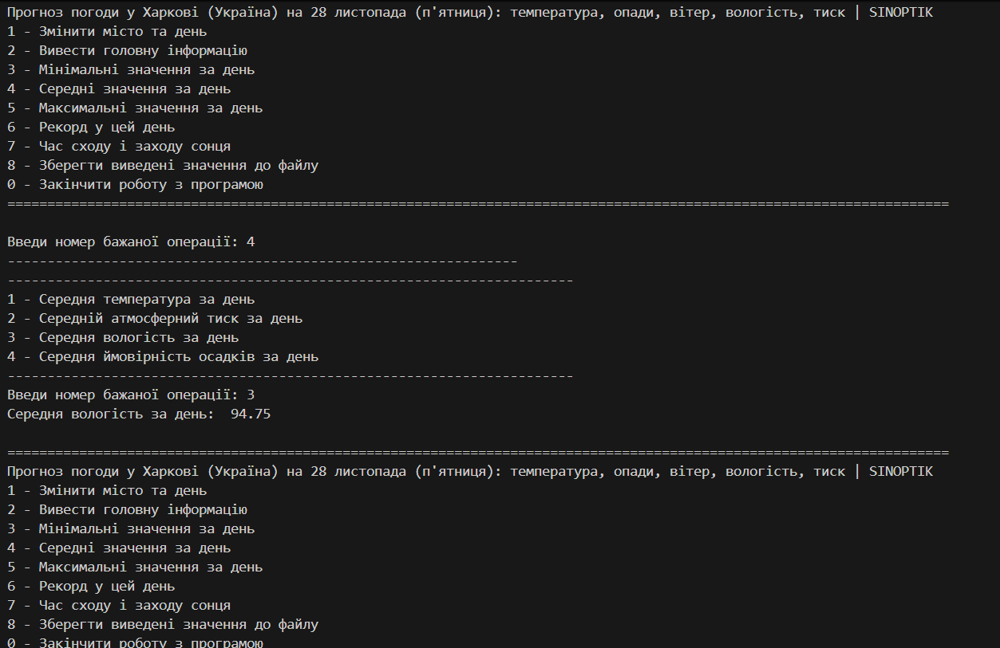 Прогноз погоди у Харкові (Україна) на 28 листопада (п'ятниця): температура, опади, вітер, вологість, тиск | SINOPTIK
1 - Змінити місто та день
2 - Вивести головну інформацію
3 - Мінімальні значення за день
4 - Середні значення за день
5 - Максимальні значення за день
6 - Рекорд у цей день
7 - Час сходу і заходу сонця
8 - Зберегти виведені значення до файлу
0 - Закінчити роботу з програмою
======================================================================================================================
Введи номер бажаної операції: 4
----------------------------------------------------------------
-----------------------------------------------------------------------
1 - Середня температура за день
2 - Середній атмосферний тиск за день
3 - Середня вологість за день
4 - Середня ймовірність осадків за день
-----------------------------------------------------------------------
Введи номер бажаної операції: 3
Середня вологість за день:  94.75
======================================================================================================================
Прогноз погоди у Харкові (Україна) на 28 листопада (п'ятниця): температура, опади, вітер, вологість, тиск | SINOPTIK
1 - Змінити місто та день
2 - Вивести головну інформацію
3 - Мінімальні значення за день
4 - Середні значення за день
5 - Максимальні значення за день
6 - Рекорд у цей день
7 - Час сходу і заходу сонця
8 - Зберегти виведені значення до файлу
0 - Закінчити роботу з програмою